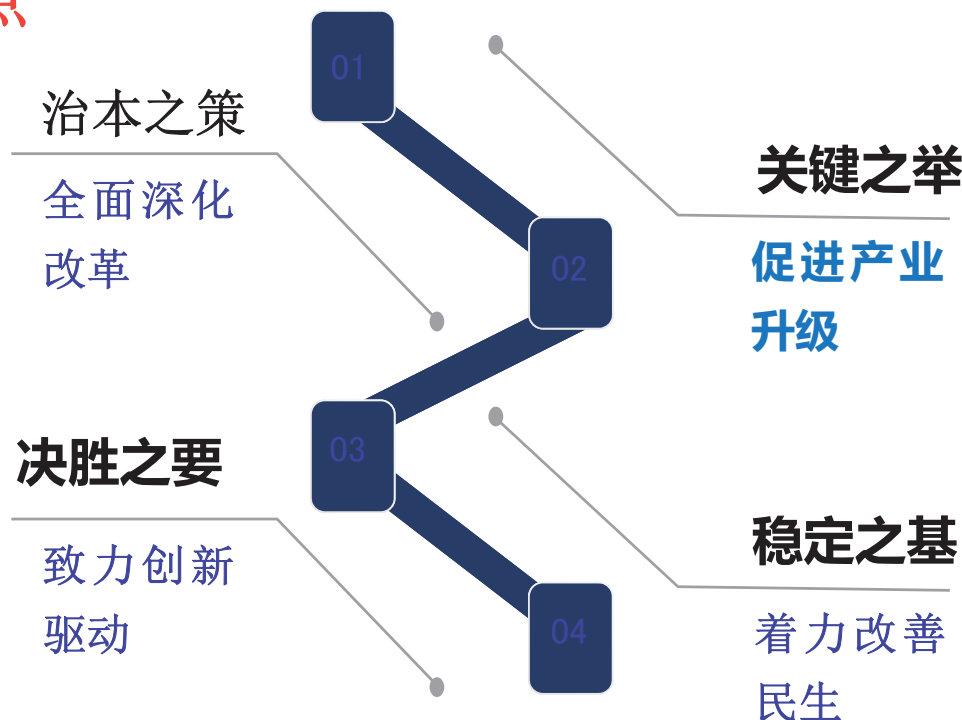 01
治本之策
全面深化
改革
关键之举
02
促进产业
升级
决胜之要
03
致力创新
驱动
稳定之基
04
着力改善
民生